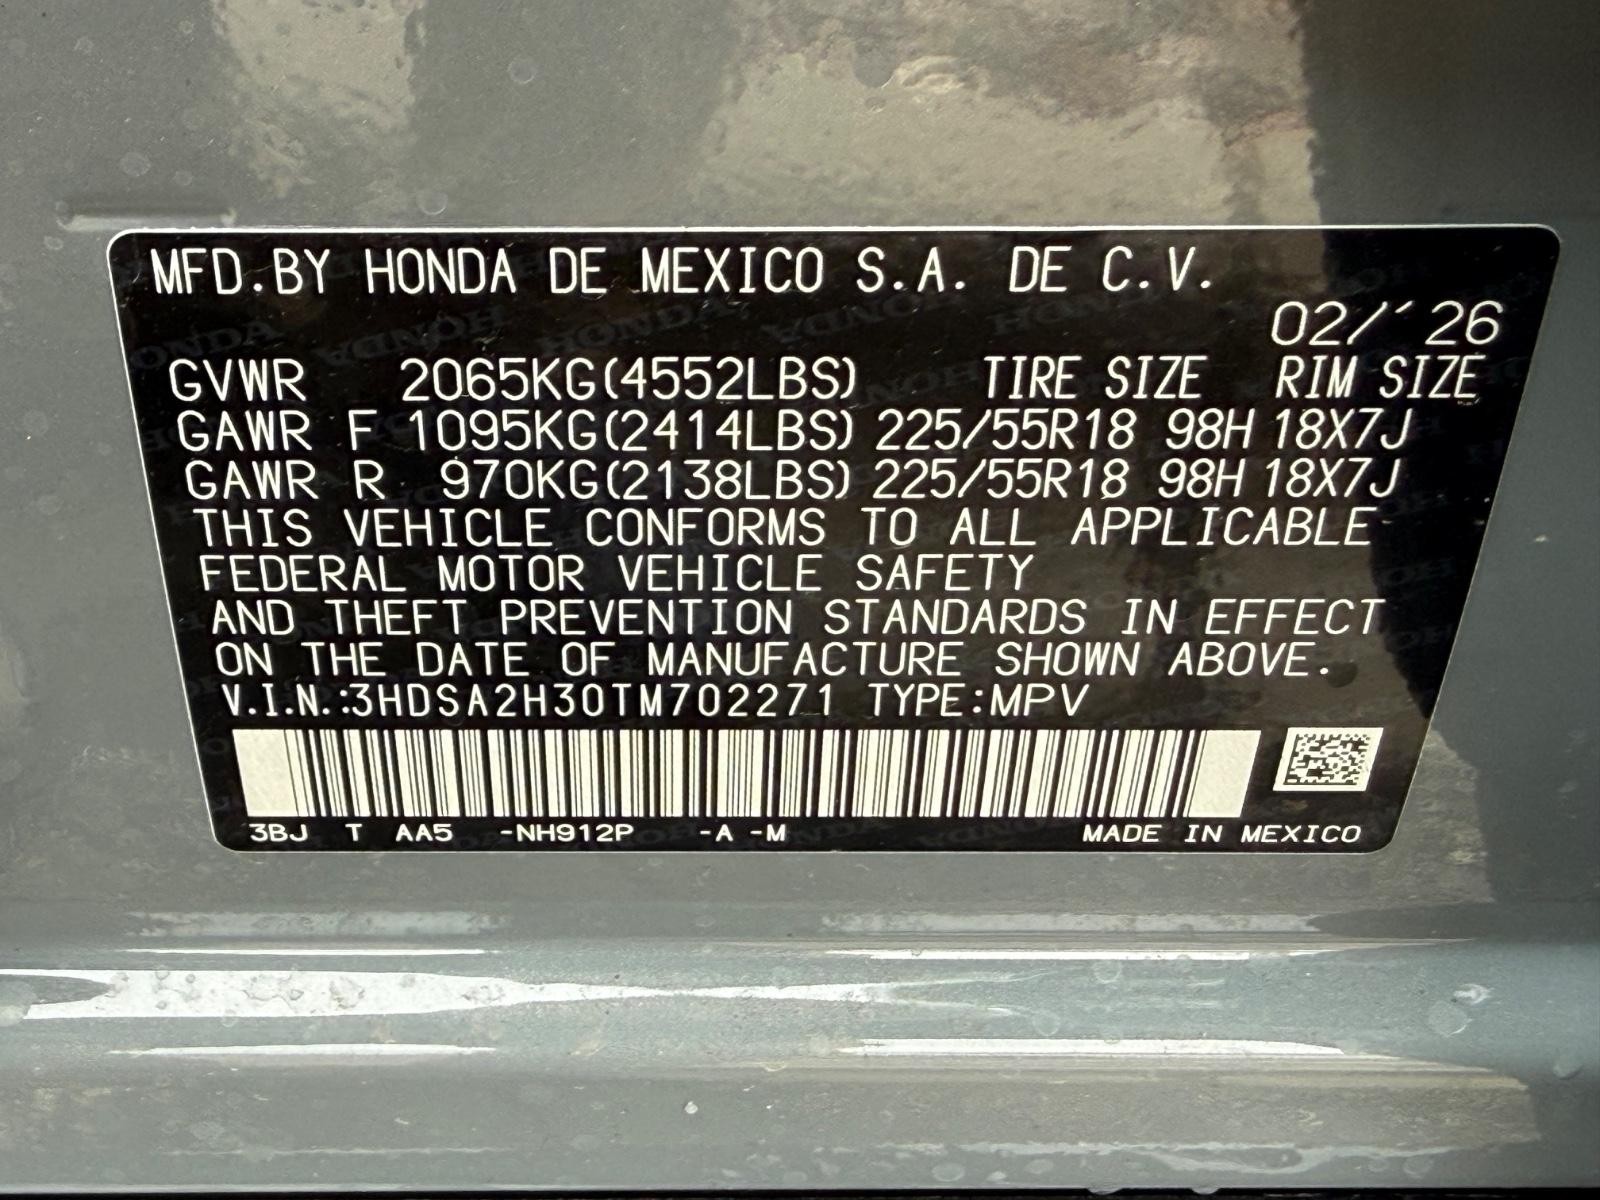 MFD.BY HONDA DE MEXICO S.A. DE C.V.
02/'26
GVWR 2065KG(4552LBS) TIRE SIZE RIM SIZE
GAWR F 1095KG(2414LBS) 225/55R18 98H 18X7J
GAWR R 970KG(2138LBS) 225/55R18 98H 18X7J
THIS VEHICLE CONFORMS TO ALL APPLICABLE
FEDERAL MOTOR VEHICLE SAFETY
AND THEFT PREVENTION STANDARDS IN EFFECT
ON THE DATE OF MANUFACTURE SHOWN ABOVE.
V.I.N.:3HDSA2H30TM702271 TYPE:MPV
3BJ T AA5 -NH912P -A -M MADE IN MEXICO